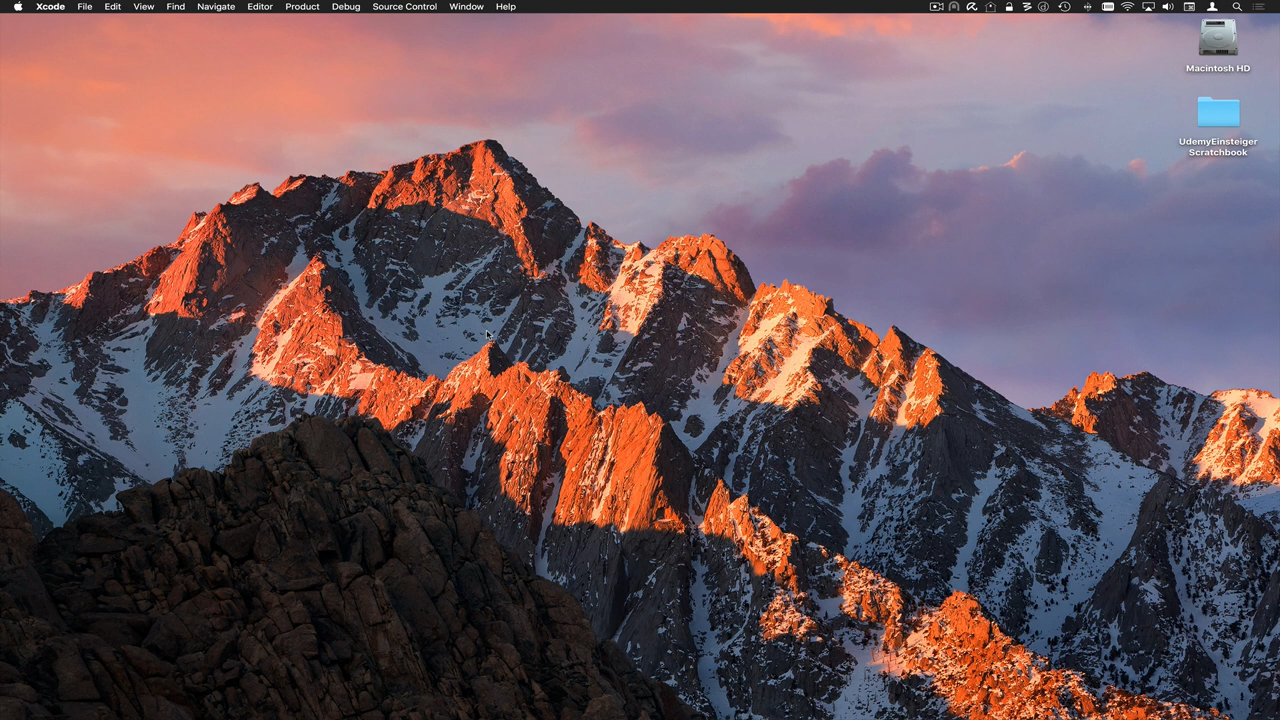 Xcode File Edit View Find Navigate Editor Product Debug Source Control Window Help
Macintosh HD
UdemyEinsteiger
Scratchbook